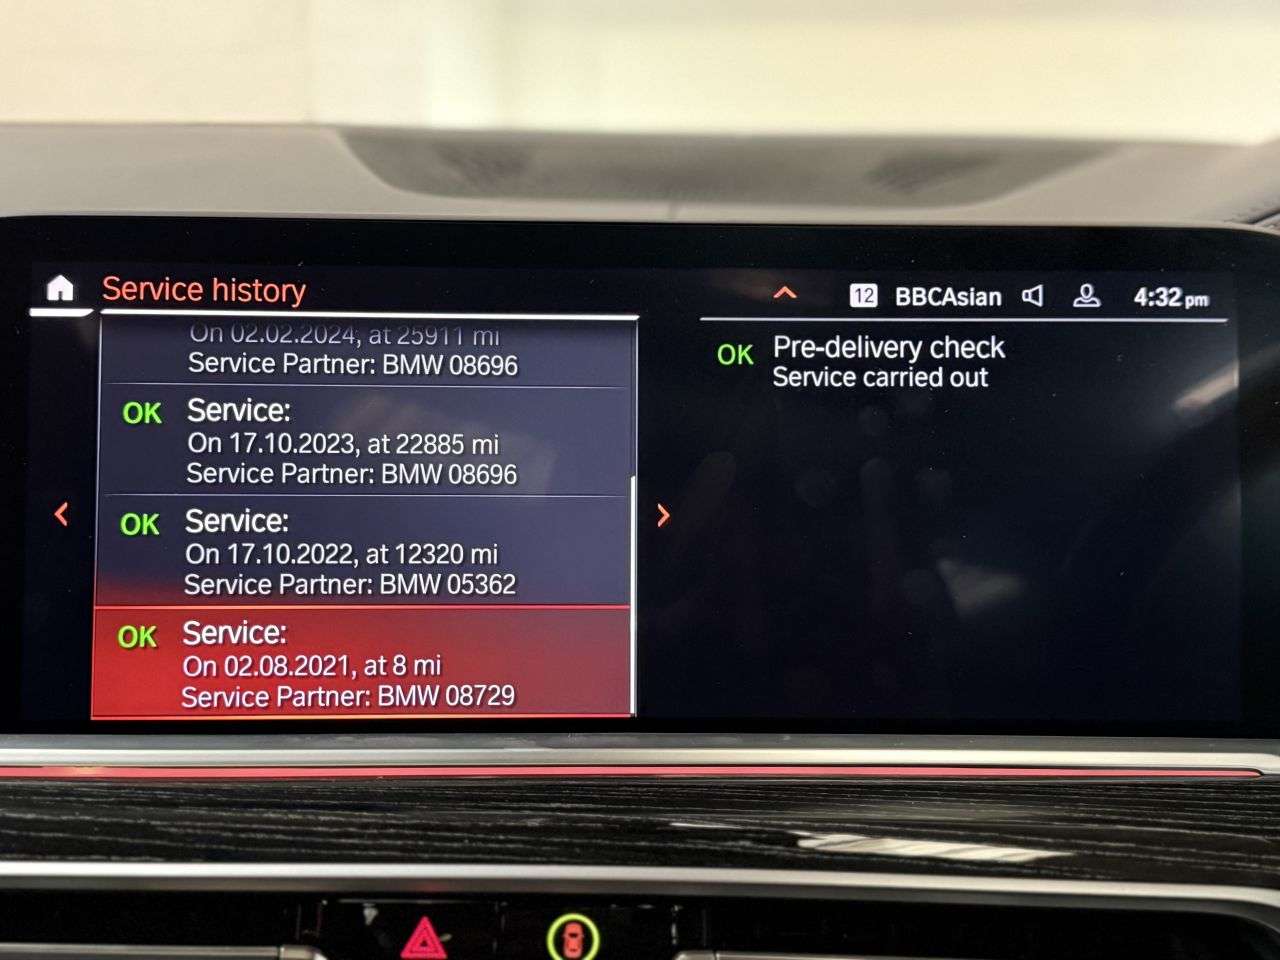 Service history
12 BBCAsian 4:32 pm
On 02.02.2024, at 25911 mi
Service Partner: BMW 08696
OK Service:
On 17.10.2023, at 22885 mi
Service Partner: BMW 08696
OK Service:
On 17.10.2022, at 12320 mi
Service Partner: BMW 05362
OK Service:
On 02.08.2021, at 8 mi
Service Partner: BMW 08729
OK Pre-delivery check
Service carried out